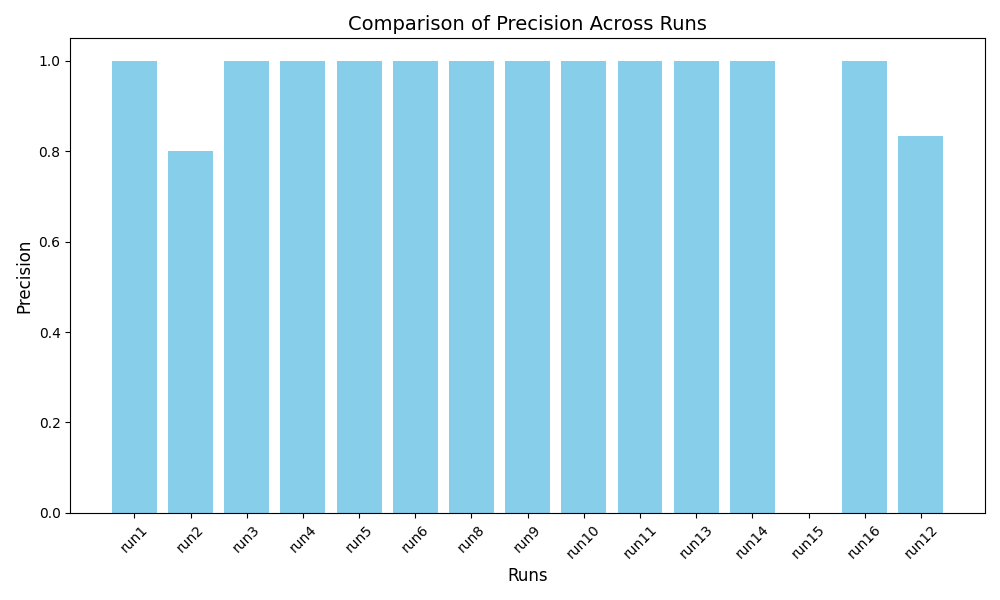 Comparison of Precision Across Runs
Precision
1.0
0.8
0.6
0.4
0.2
0.0
run1 run2 run3 run4 run5 run6 run8 run9 run10 run11 run13 run14 run15 run16 run12
Runs